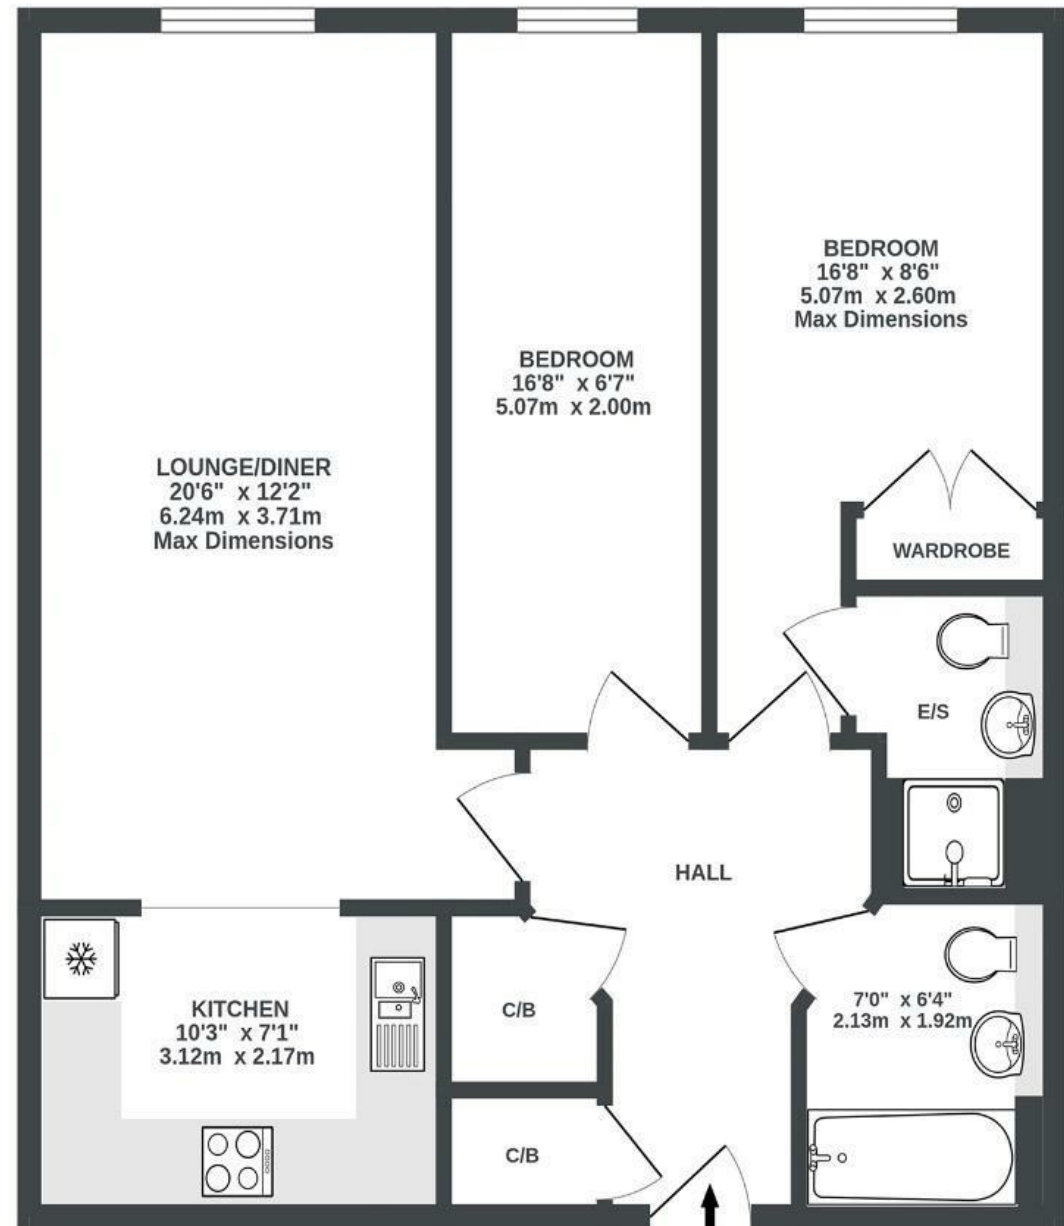 BEDROOM
16'8" x 8'6"
5.07m x 2.60m
Max Dimensions
BEDROOM
16'8" x 6'7"
5.07m x 2.00m
LOUNGE/DINER
20'6" x 12'2"
6.24m x 3.71m
Max Dimensions
WARDROBE
E/S
HALL
KITCHEN
10'3" x 7'1"
3.12m x 2.17m
C/B
7'0" x 6'4"
2.13m x 1.92m
C/B